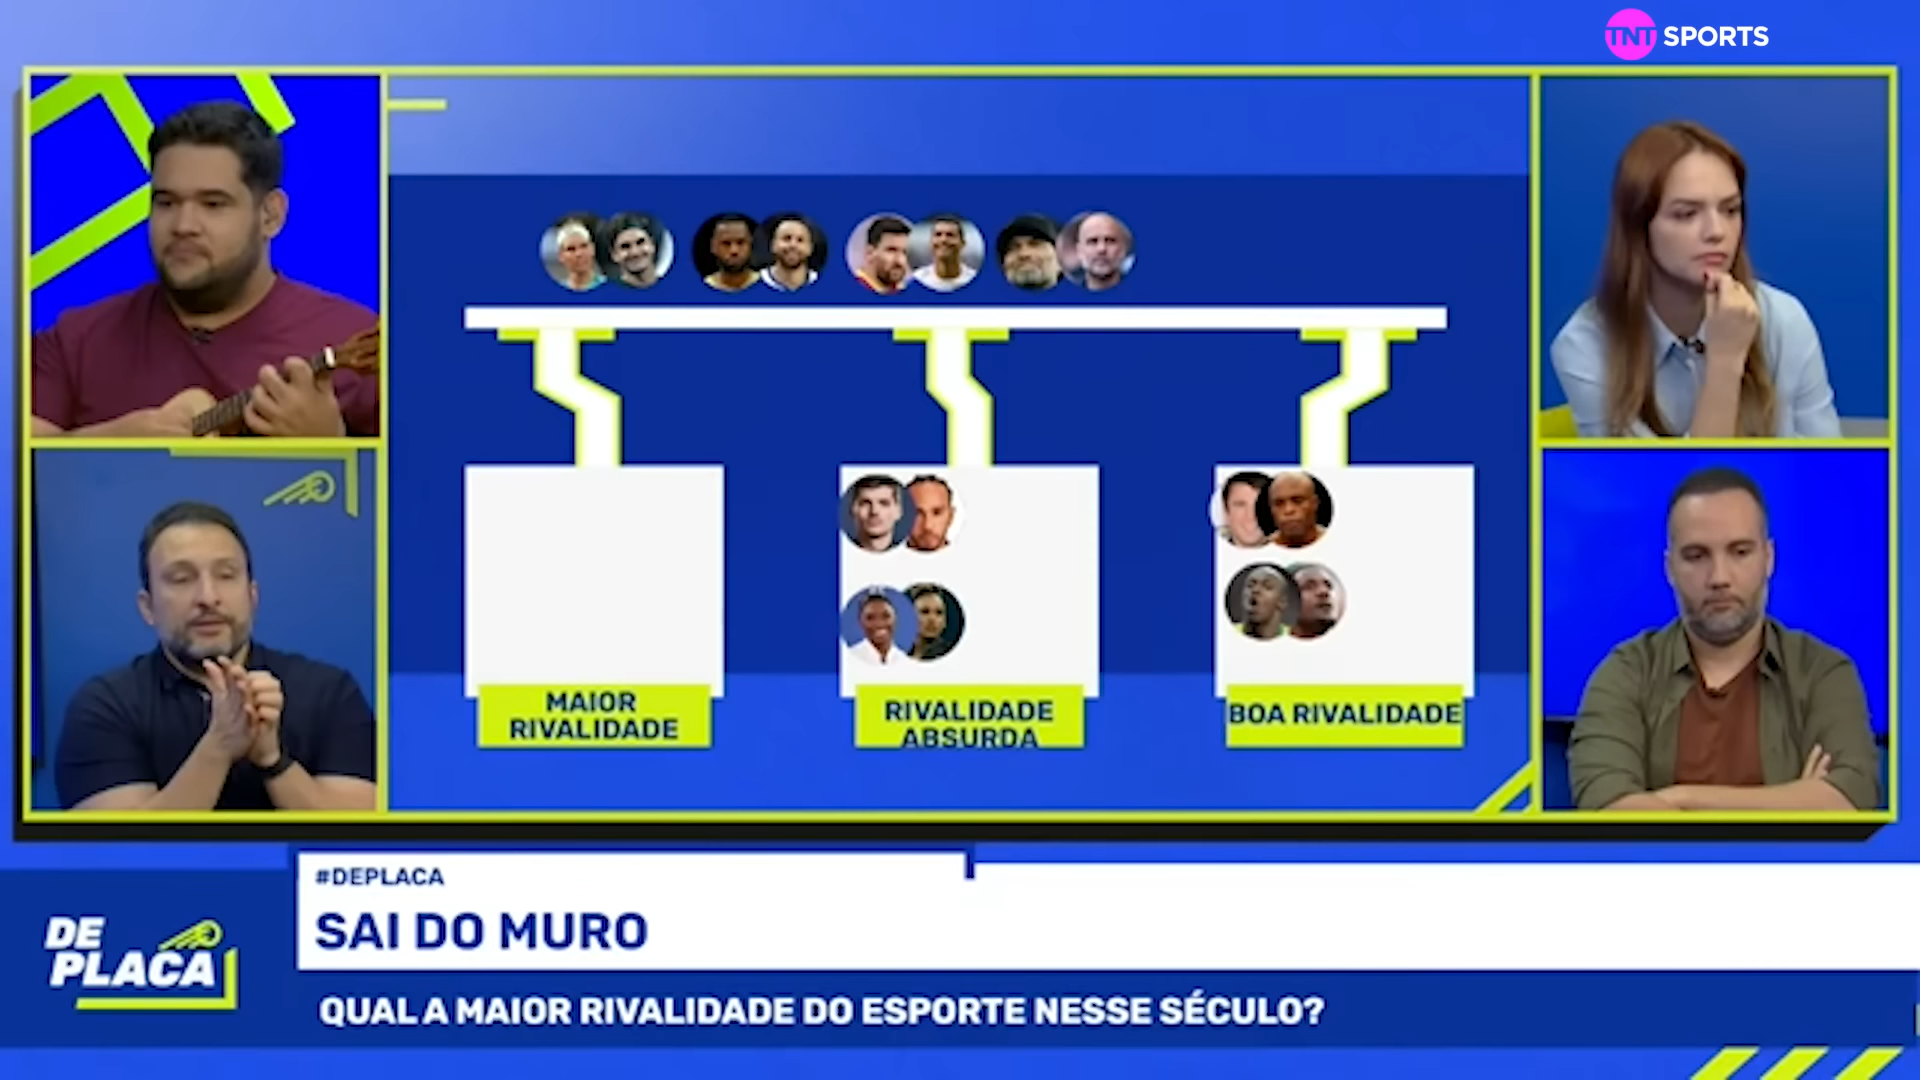 TNT SPORTS
MAIOR
RIVALIDADE
RIVALIDADE
ABSURDA
BOA RIVALIDADE
#DEPLACA
SAI DO MURO
DE
PLACA
QUAL A MAIOR RIVALIDADE DO ESPORTE NESSE SÉCULO?